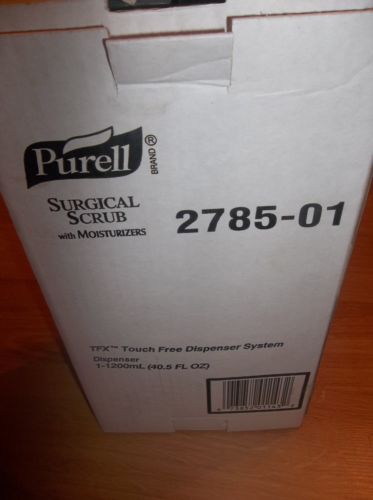 Purell®
BRAND
SURGICAL
SCRUB
with MOISTURIZERS
2785-01
TFX™ Touch Free Dispenser System
Dispenser
1-1200mL (40.5 FL OZ)